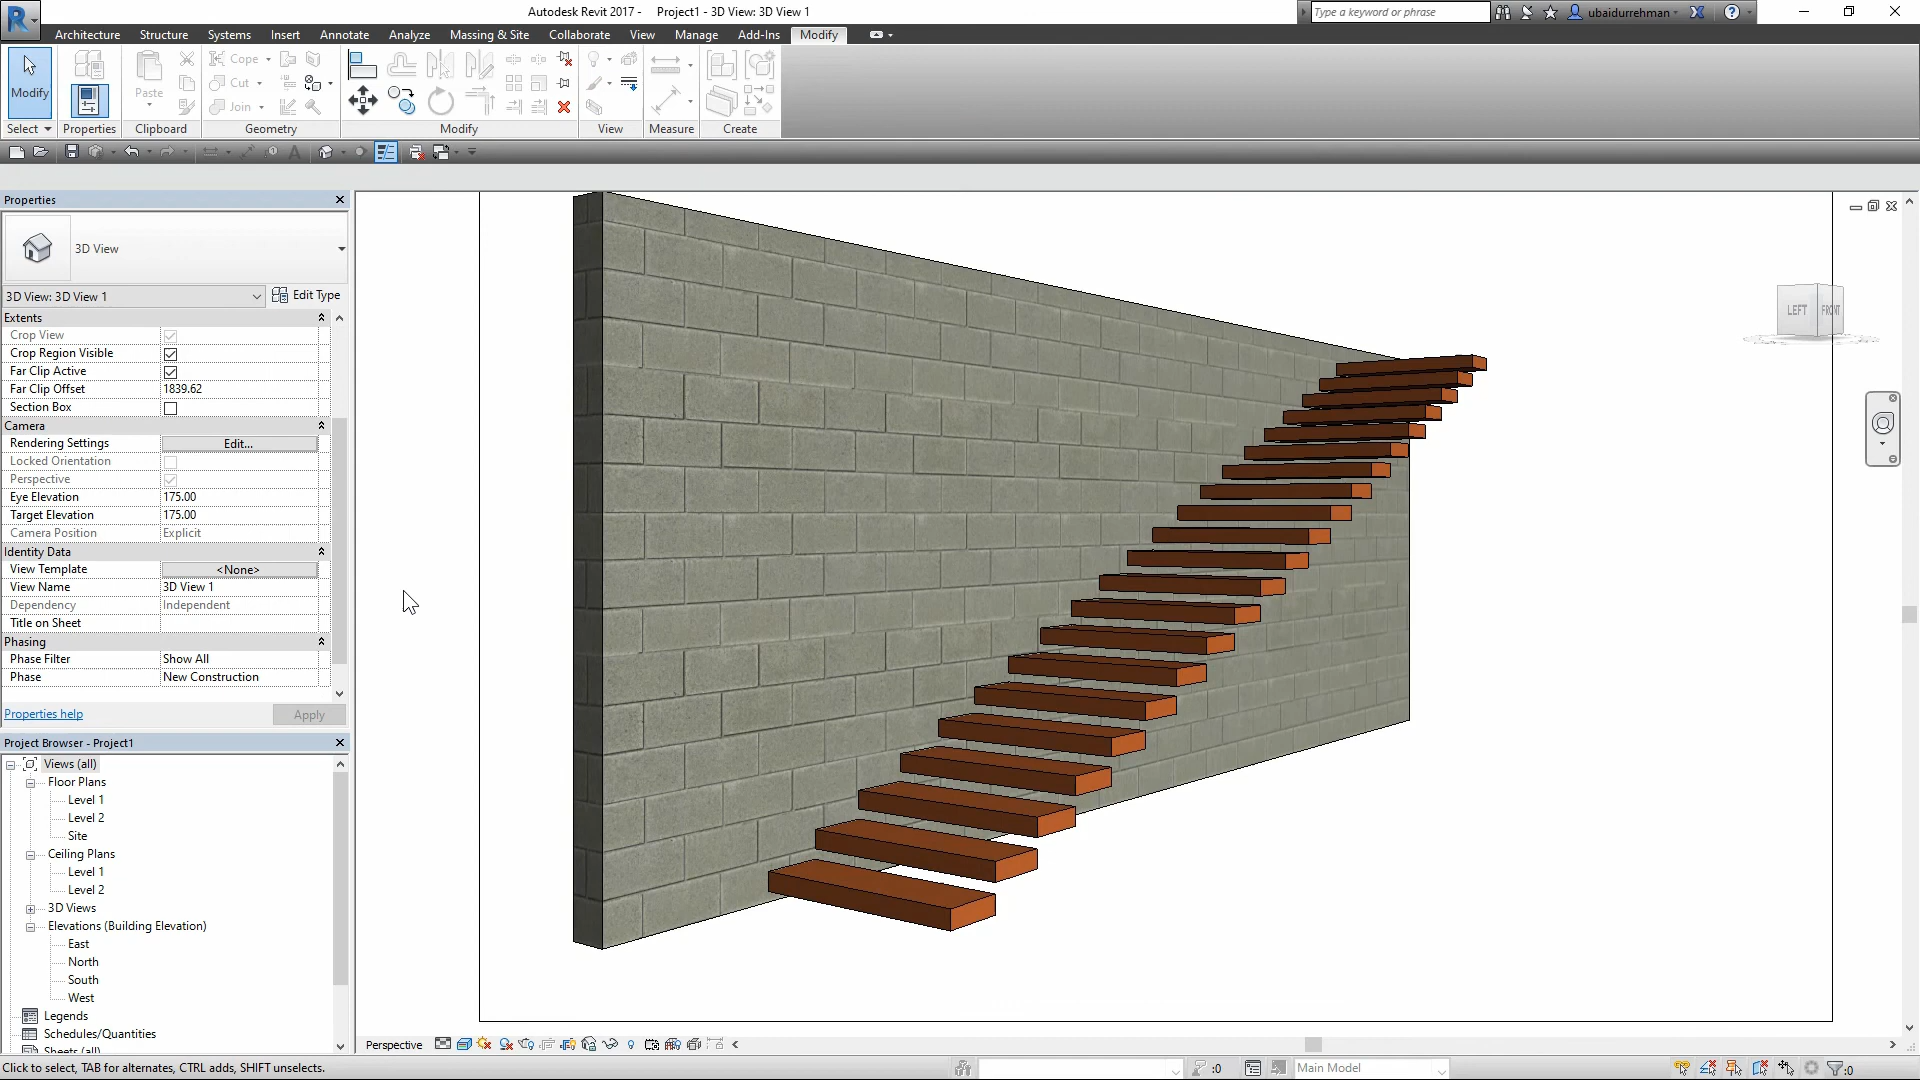 Autodesk Revit 2017 -     Project1 - 3D View: 3D View 1
Type a keyword or phrase
ubaidurrehman
Architecture Structure Systems Insert Annotate Analyze Massing & Site Collaborate View Manage Add-Ins Modify
Modify
Paste
Cope
Cut
Join
Select Properties Clipboard Geometry Modify View Measure Create
Properties
3D View
3D View: 3D View 1
Edit Type
Extents
Crop View
Crop Region Visible
Far Clip Active
Far Clip Offset 1839.62
Section Box
Camera
Rendering Settings Edit...
Locked Orientation
Perspective
Eye Elevation 175.00
Target Elevation 175.00
Camera Position Explicit
Identity Data
View Template <None>
View Name 3D View 1
Dependency Independent
Title on Sheet
Phasing
Phase Filter Show All
Phase New Construction
Properties help
Apply
Project Browser - Project1
Views (all)
Floor Plans
Level 1
Level 2
Site
Ceiling Plans
Level 1
Level 2
3D Views
Elevations (Building Elevation)
East
North
South
West
Legends
Schedules/Quantities
Sheets (all)
LEFT
FRONT
Perspective
Click to select, TAB for alternates, CTRL adds, SHIFT unselects.
:0
Main Model
:0